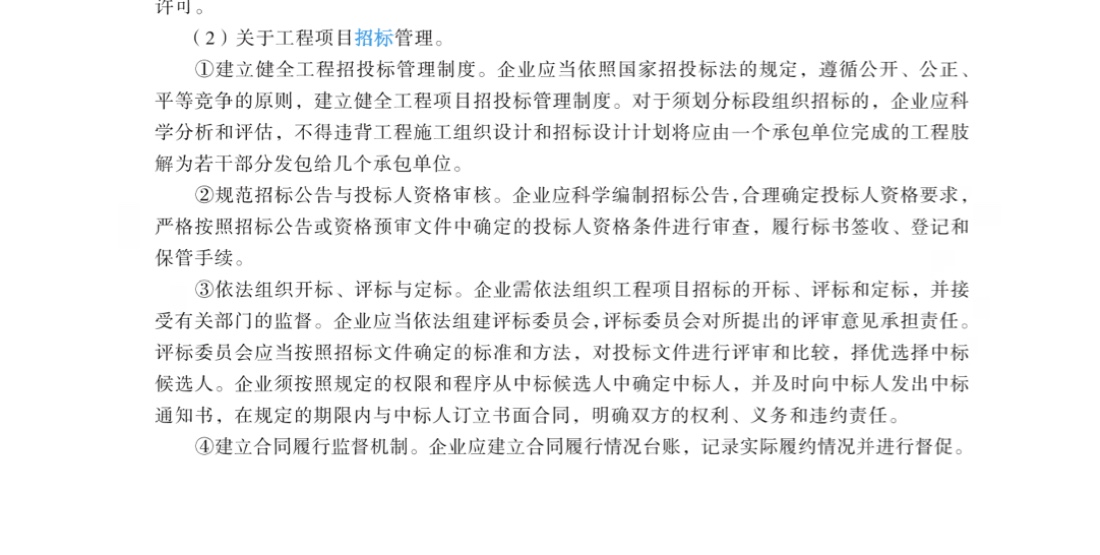 许可。
（2）关于工程项目招标管理。
①建立健全工程招投标管理制度。企业应当依照国家招投标法的规定，遵循公开、公正、
平等竞争的原则，建立健全工程项目招投标管理制度。对于须划分标段组织招标的，企业应科
学分析和评估，不得违背工程施工组织设计和招标设计计划将应由一个承包单位完成的工程肢
解为若干部分发包给几个承包单位。
②规范招标公告与投标人资格审核。企业应科学编制招标公告，合理确定投标人资格要求，
严格按照招标公告或资格预审文件中确定的投标人资格条件进行审查，履行标书签收、登记和
保管手续。
③依法组织开标、评标与定标。企业需依法组织工程项目招标的开标、评标和定标，并接
受有关部门的监督。企业应当依法组建评标委员会，评标委员会对所提出的评审意见承担责任。
评标委员会应当按照招标文件确定的标准和方法，对投标文件进行评审和比较，择优选择中标
候选人。企业须按照规定的权限和程序从中标候选人中确定中标人，并及时向中标人发出中标
通知书，在规定的期限内与中标人订立书面合同，明确双方的权利、义务和违约责任。
④建立合同履行监督机制。企业应建立合同履行情况台账，记录实际履约情况并进行督促。